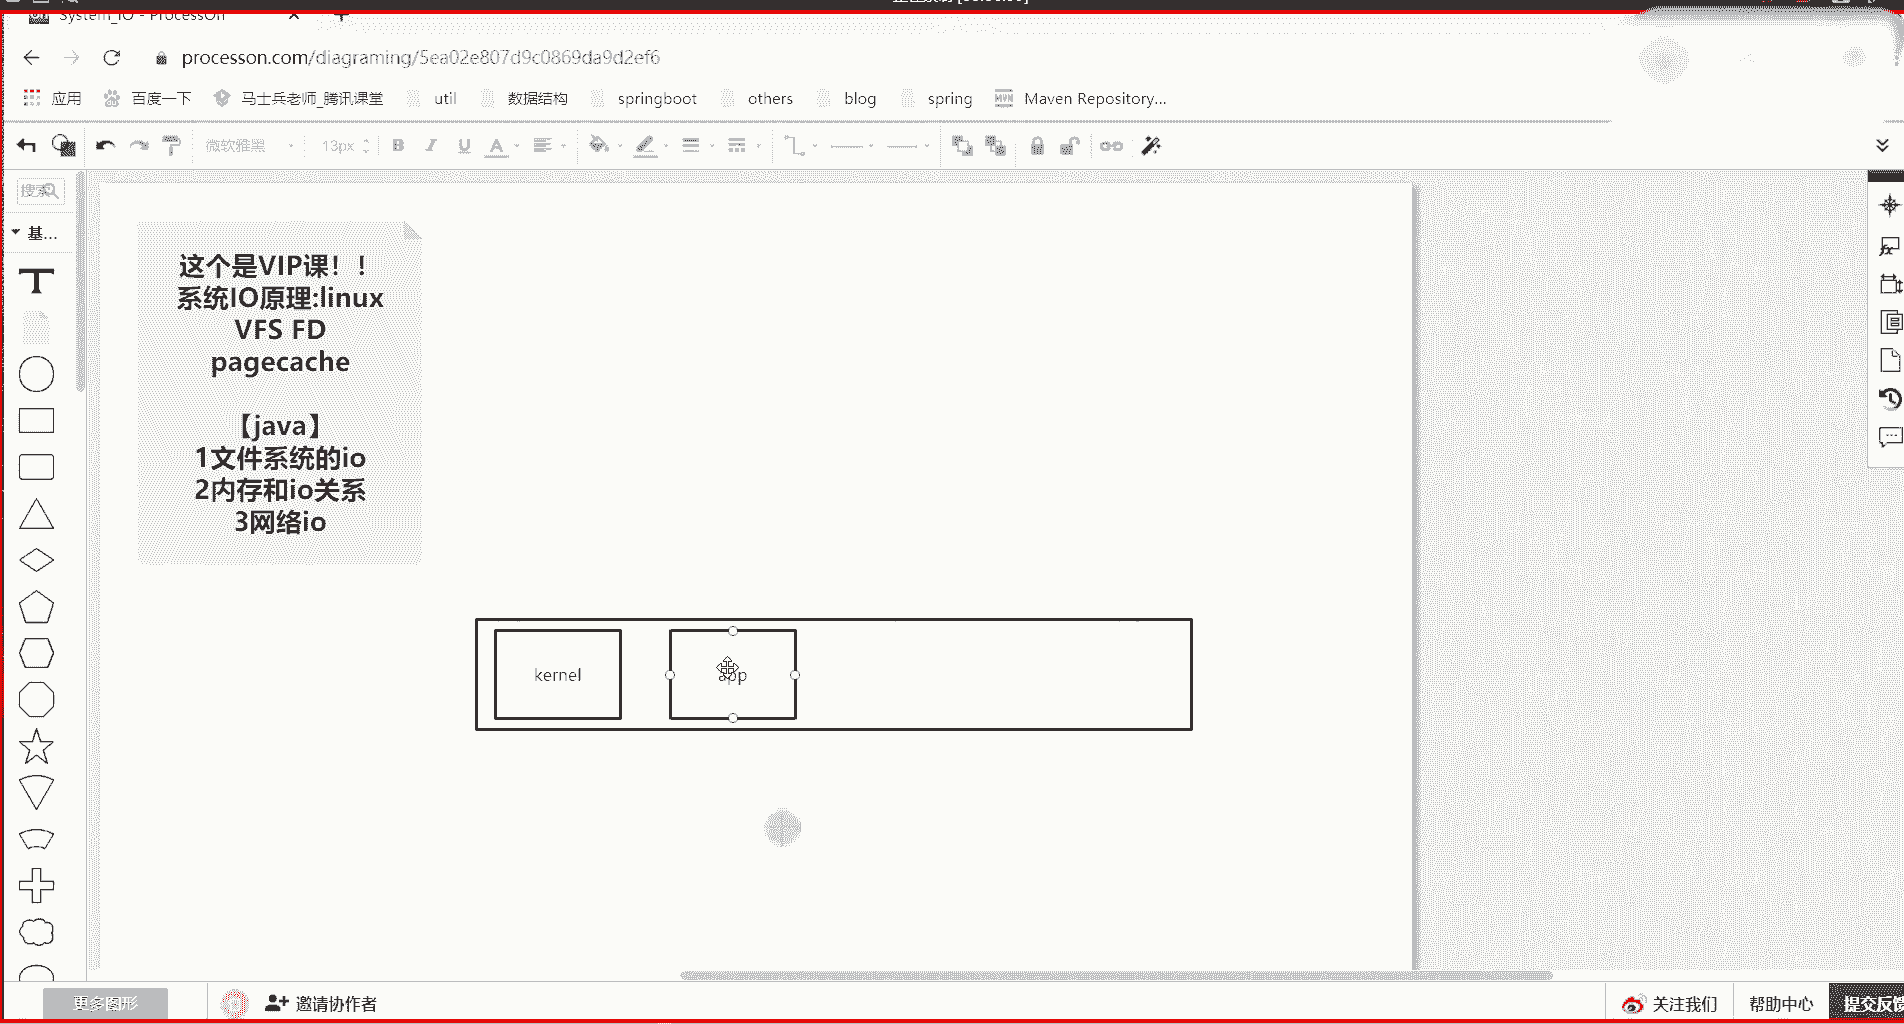 System_IO - ProcessOn
processon.com/diagraming/5ea02e807d9c0869da9d2ef6
应用
百度一下
马士兵老师_腾讯课堂
util
数据结构
springboot
others
blog
spring
Maven Repository...
微软雅黑
13px
B I U A
搜索
基...
T
这个是VIP课！！
系统IO原理:linux
VFS FD
pagecache
【java】
1文件系统的io
2内存和io关系
3网络io
kernel
app
更多图形
邀请协作者
关注我们
帮助中心
提交反馈